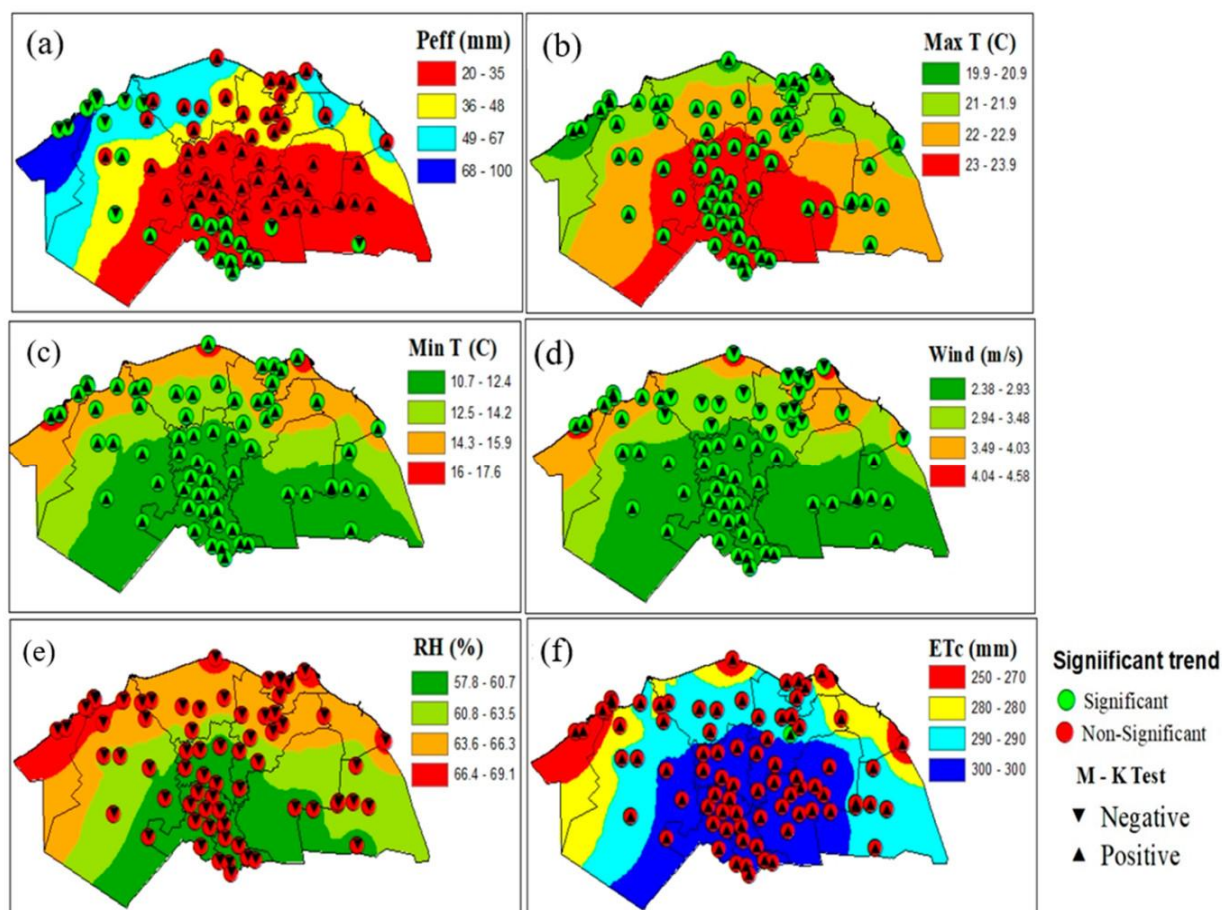 (a)
Peff (mm)
20 - 35
36 - 48
49 - 67
68 - 100
(b)
Max T (C)
19.9 - 20.9
21 - 21.9
22 - 22.9
23 - 23.9
(c)
Min T (C)
10.7 - 12.4
12.5 - 14.2
14.3 - 15.9
16 - 17.6
(d)
Wind (m/s)
2.38 - 2.93
2.94 - 3.48
3.49 - 4.03
4.04 - 4.58
(e)
RH (%)
57.8 - 60.7
60.8 - 63.5
63.6 - 66.3
66.4 - 69.1
(f)
ETc (mm)
250 - 270
280 - 280
290 - 290
300 - 300
Signiificant trend
Significant
Non-Significant
M - K Test
Negative
Positive